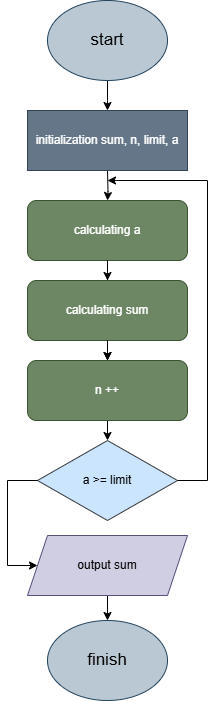 start
initialization sum, n, limit, a
calculating a
calculating sum
n ++
a >= limit
output sum
finish